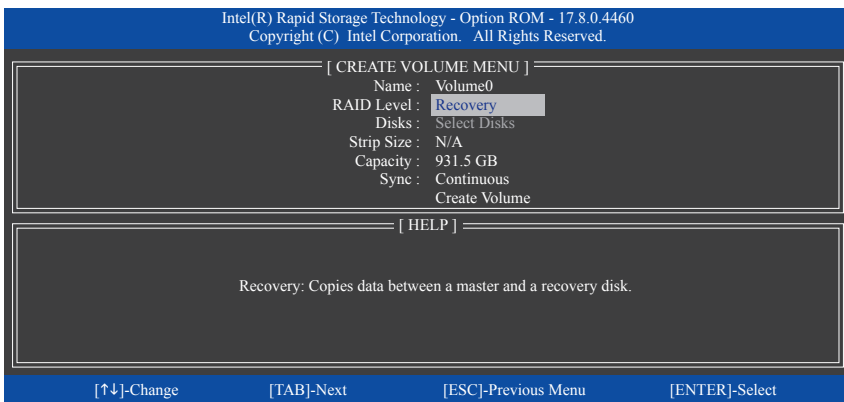 Intel(R) Rapid Storage Technology - Option ROM - 17.8.0.4460
Copyright (C) Intel Corporation. All Rights Reserved.
[ CREATE VOLUME MENU ]
Name : Volume0
RAID Level : Recovery
Disks : Select Disks
Strip Size : N/A
Capacity : 931.5 GB
Sync : Continuous
Create Volume
[ HELP ]
Recovery: Copies data between a master and a recovery disk.
[↑↓]-Change [TAB]-Next [ESC]-Previous Menu [ENTER]-Select